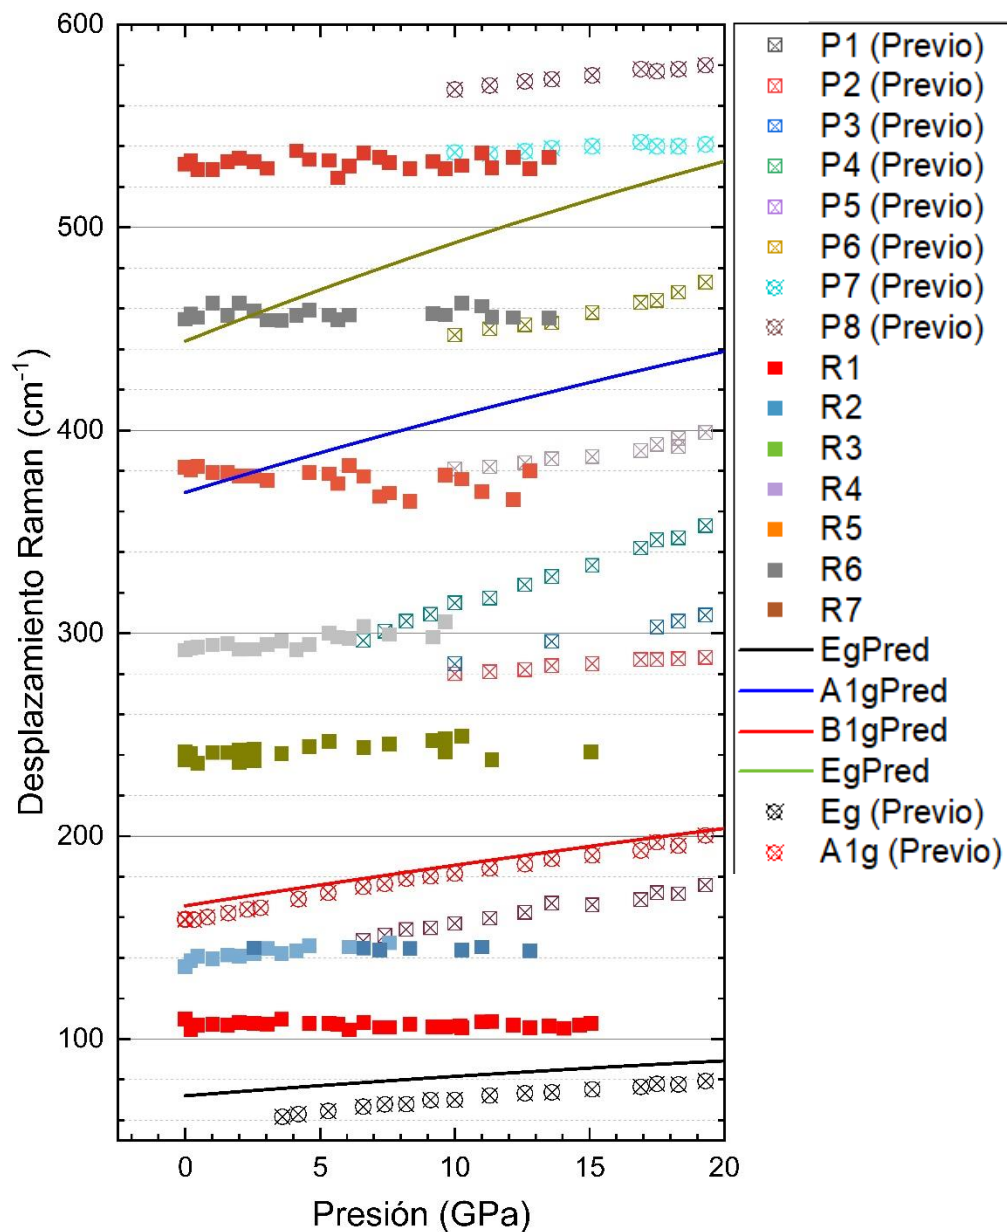 600
500
400
300
200
100
0
5
10
15
20
Desplazamiento Raman (cm⁻¹)
Presión (GPa)
P1 (Previo)
P2 (Previo)
P3 (Previo)
P4 (Previo)
P5 (Previo)
P6 (Previo)
P7 (Previo)
P8 (Previo)
R1
R2
R3
R4
R5
R6
R7
EgPred
A1gPred
B1gPred
EgPred
Eg (Previo)
A1g (Previo)